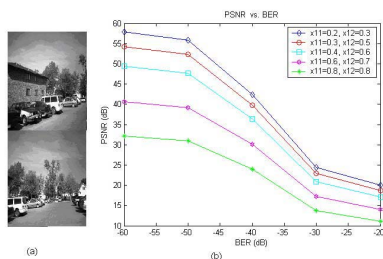 PSNR vs. BER
PSNR (dB)
60
55
50
45
40
35
30
25
20
15
10
x11=0.2, x12=0.3
x11=0.3, x12=0.5
x11=0.4, x12=0.6
x11=0.6, x12=0.7
x11=0.8, x12=0.8
-60 -55 -50 -45 -40 -35 -30 -25 -20
BER (dB)
(a) (b)